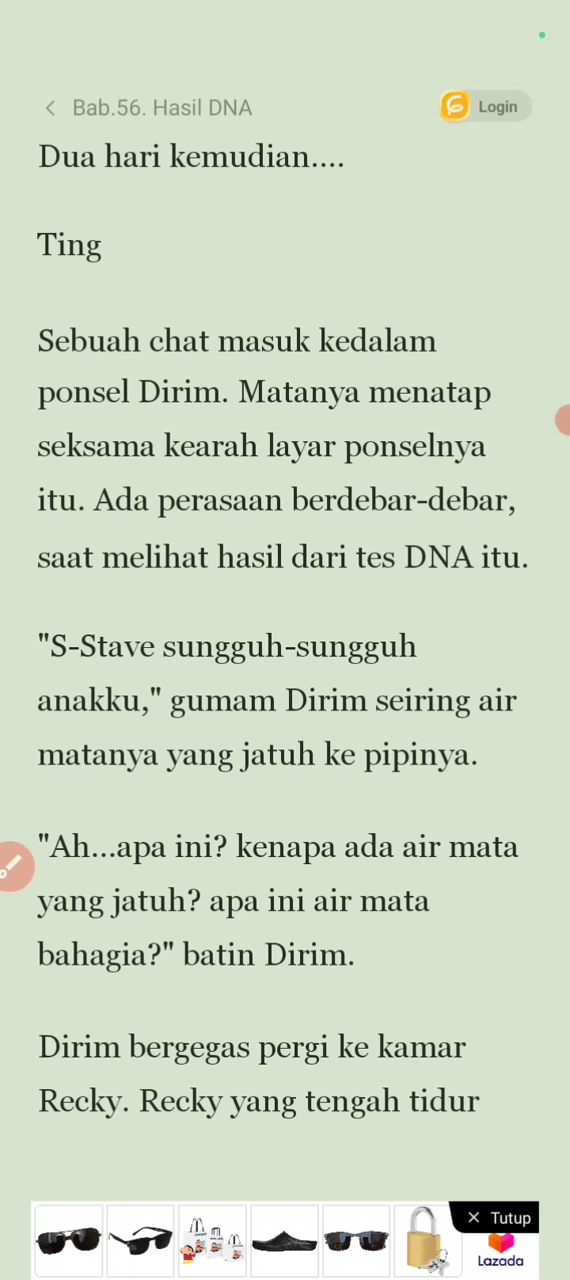 Bab.56. Hasil DNA
Login
Dua hari kemudian....
Ting
Sebuah chat masuk kedalam
ponsel Dirim. Matanya menatap
seksama kearah layar ponselnya
itu. Ada perasaan berdebar-debar,
saat melihat hasil dari tes DNA itu.
"S-Stave sungguh-sungguh
anakku," gumam Dirim seiring air
matanya yang jatuh ke pipinya.
"Ah...apa ini? kenapa ada air mata
yang jatuh? apa ini air mata
bahagia?" batin Dirim.
Dirim bergegas pergi ke kamar
Recky. Recky yang tengah tidur
Tutup
Lazada